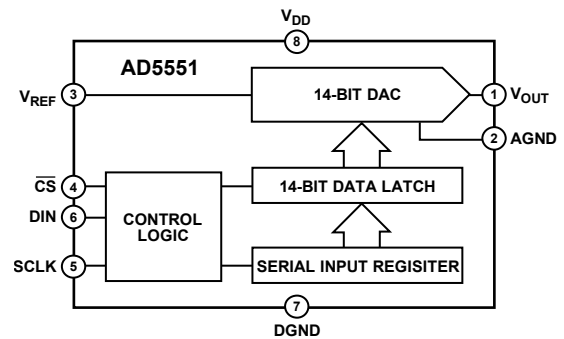 VDD
8
AD5551
VREF 3
14-BIT DAC
1 VOUT
2 AGND
CS 4
14-BIT DATA LATCH
DIN 6
CONTROL
LOGIC
SCLK 5
SERIAL INPUT REGISITER
7
DGND